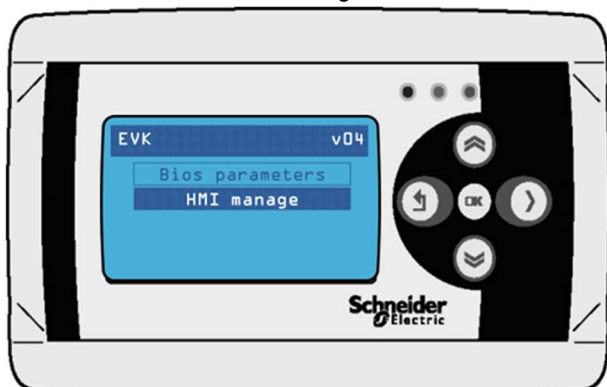 EVK v04
Bios parameters
HMI manage
OK
Schneider
Electric